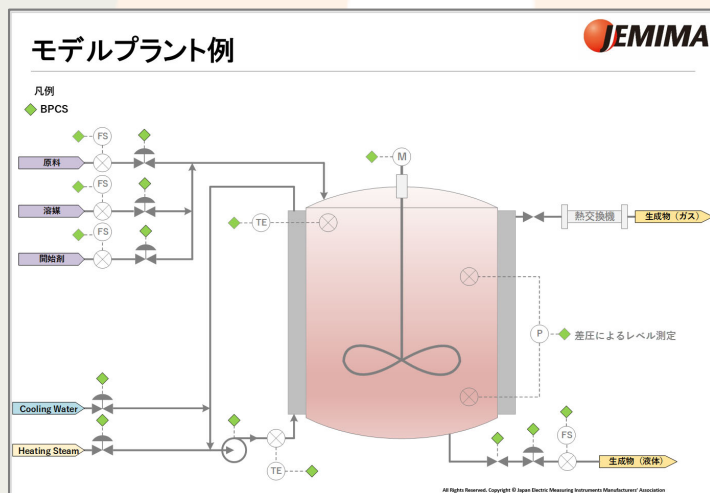 モデルプラント例
JEMIMA
凡例
BPCS
FS
原料
FS
溶媒
FS
開始剤
M
TE
熱交換機
生成物（ガス）
P
差圧によるレベル測定
Cooling Water
Heating Steam
TE
FS
生成物（液体）
All Rights Reserved. Copyright © Japan Electric Measuring Instruments Manufacturers' Association